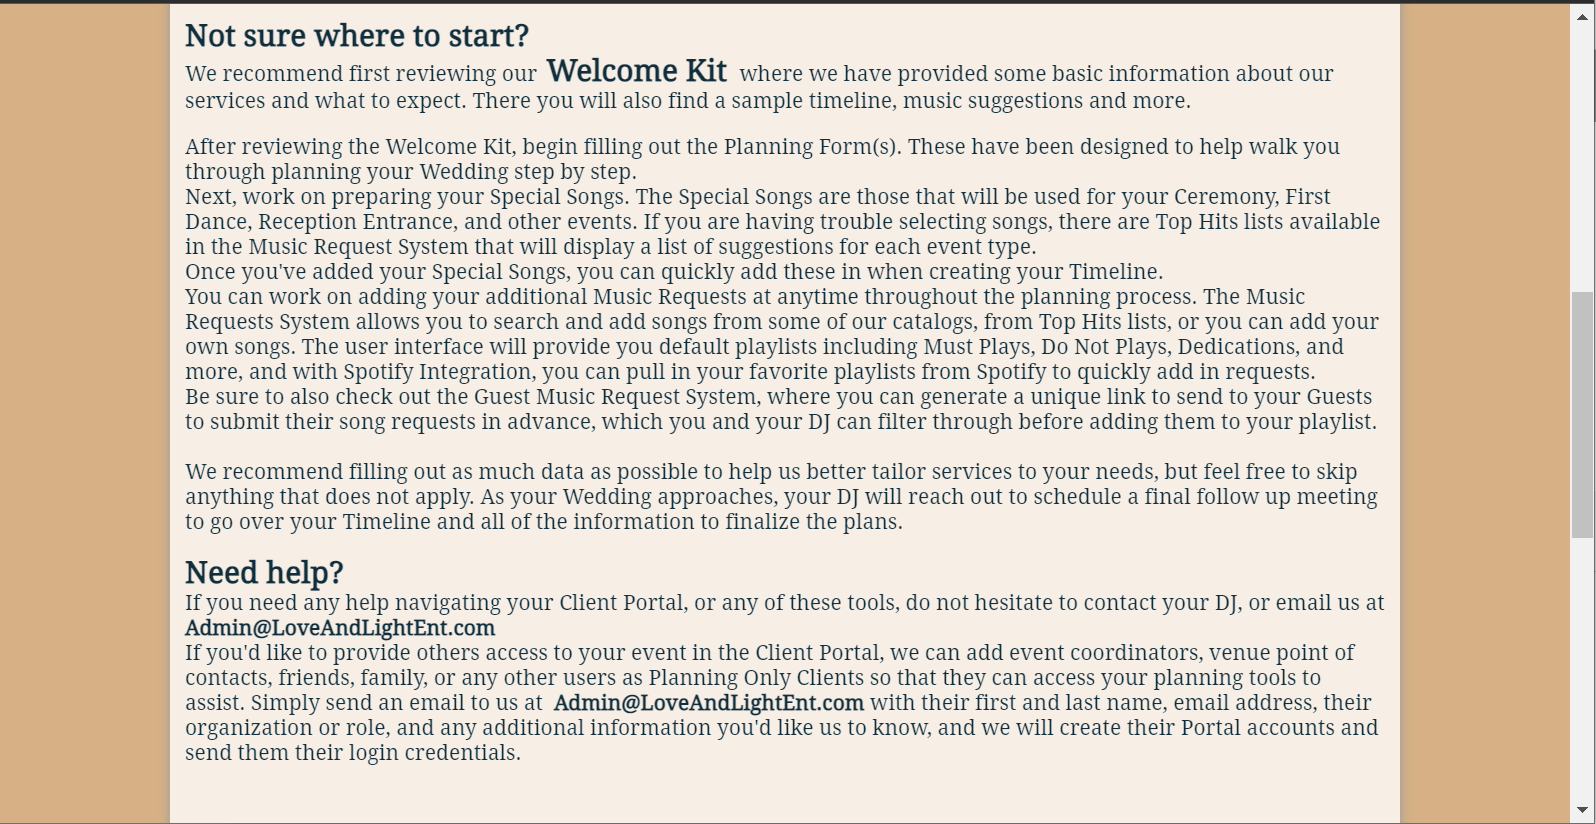 Not sure where to start?
We recommend first reviewing our Welcome Kit where we have provided some basic information about our
services and what to expect. There you will also find a sample timeline, music suggestions and more.
After reviewing the Welcome Kit, begin filling out the Planning Form(s). These have been designed to help walk you
through planning your Wedding step by step.
Next, work on preparing your Special Songs. The Special Songs are those that will be used for your Ceremony, First
Dance, Reception Entrance, and other events. If you are having trouble selecting songs, there are Top Hits lists available
in the Music Request System that will display a list of suggestions for each event type.
Once you've added your Special Songs, you can quickly add these in when creating your Timeline.
You can work on adding your additional Music Requests at anytime throughout the planning process. The Music
Requests System allows you to search and add songs from some of our catalogs, from Top Hits lists, or you can add your
own songs. The user interface will provide you default playlists including Must Plays, Do Not Plays, Dedications, and
more, and with Spotify Integration, you can pull in your favorite playlists from Spotify to quickly add in requests.
Be sure to also check out the Guest Music Request System, where you can generate a unique link to send to your Guests
to submit their song requests in advance, which you and your DJ can filter through before adding them to your playlist.
We recommend filling out as much data as possible to help us better tailor services to your needs, but feel free to skip
anything that does not apply. As your Wedding approaches, your DJ will reach out to schedule a final follow up meeting
to go over your Timeline and all of the information to finalize the plans.
Need help?
If you need any help navigating your Client Portal, or any of these tools, do not hesitate to contact your DJ, or email us at
Admin@LoveAndLightEnt.com
If you'd like to provide others access to your event in the Client Portal, we can add event coordinators, venue point of
contacts, friends, family, or any other users as Planning Only Clients so that they can access your planning tools to
assist. Simply send an email to us at Admin@LoveAndLightEnt.com with their first and last name, email address, their
organization or role, and any additional information you'd like us to know, and we will create their Portal accounts and
send them their login credentials.